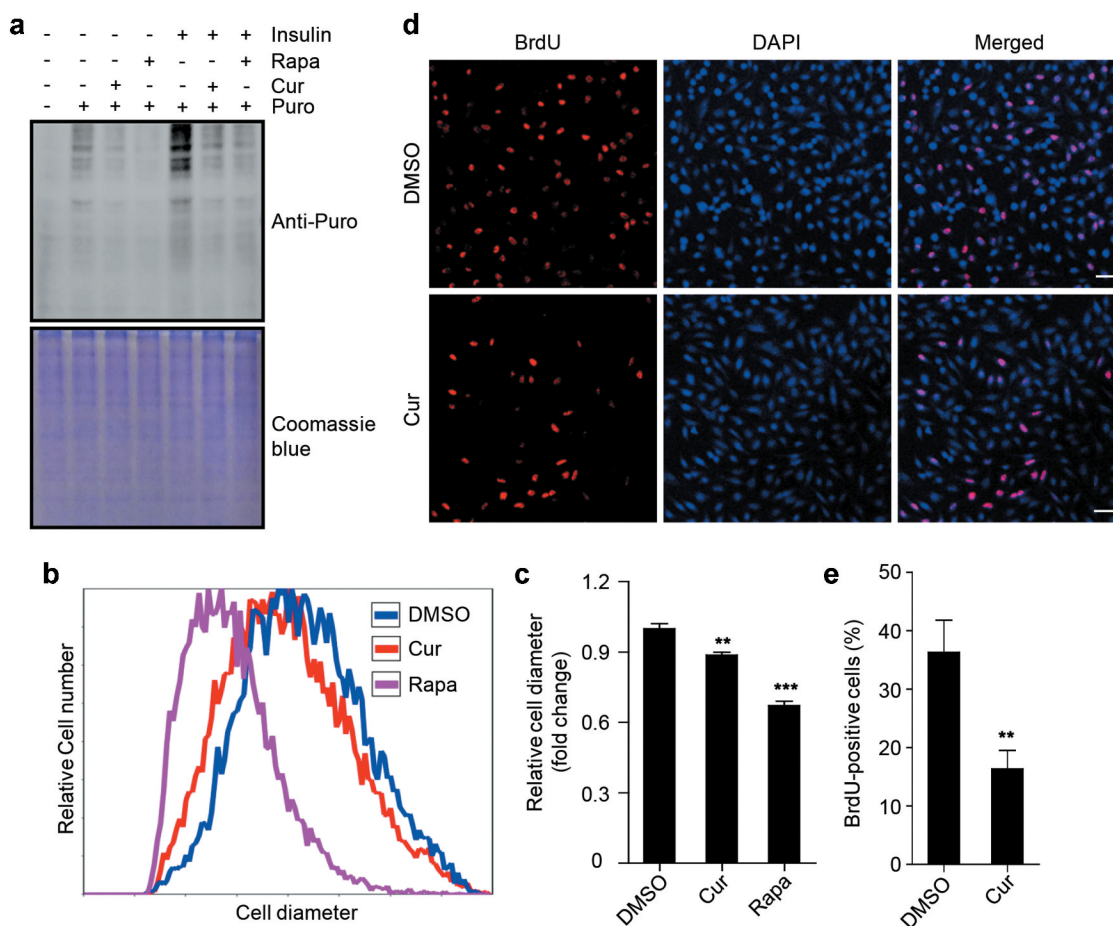 a
- - - - + + + Insulin
- - - + - - + Rapa
- - + - - + - Cur
- + + + + + + Puro
Anti-Puro
Coomassie
blue
d
BrdU DAPI Merged
DMSO
Cur
b
Relative Cell number
DMSO
Cur
Rapa
Cell diameter
c
Relative cell diameter
(fold change)
1.2
0.9
0.6
0.3
0
**
***
DMSO Cur Rapa
e
BrdU-positive cells (%)
50
40
30
20
10
0
**
DMSO Cur